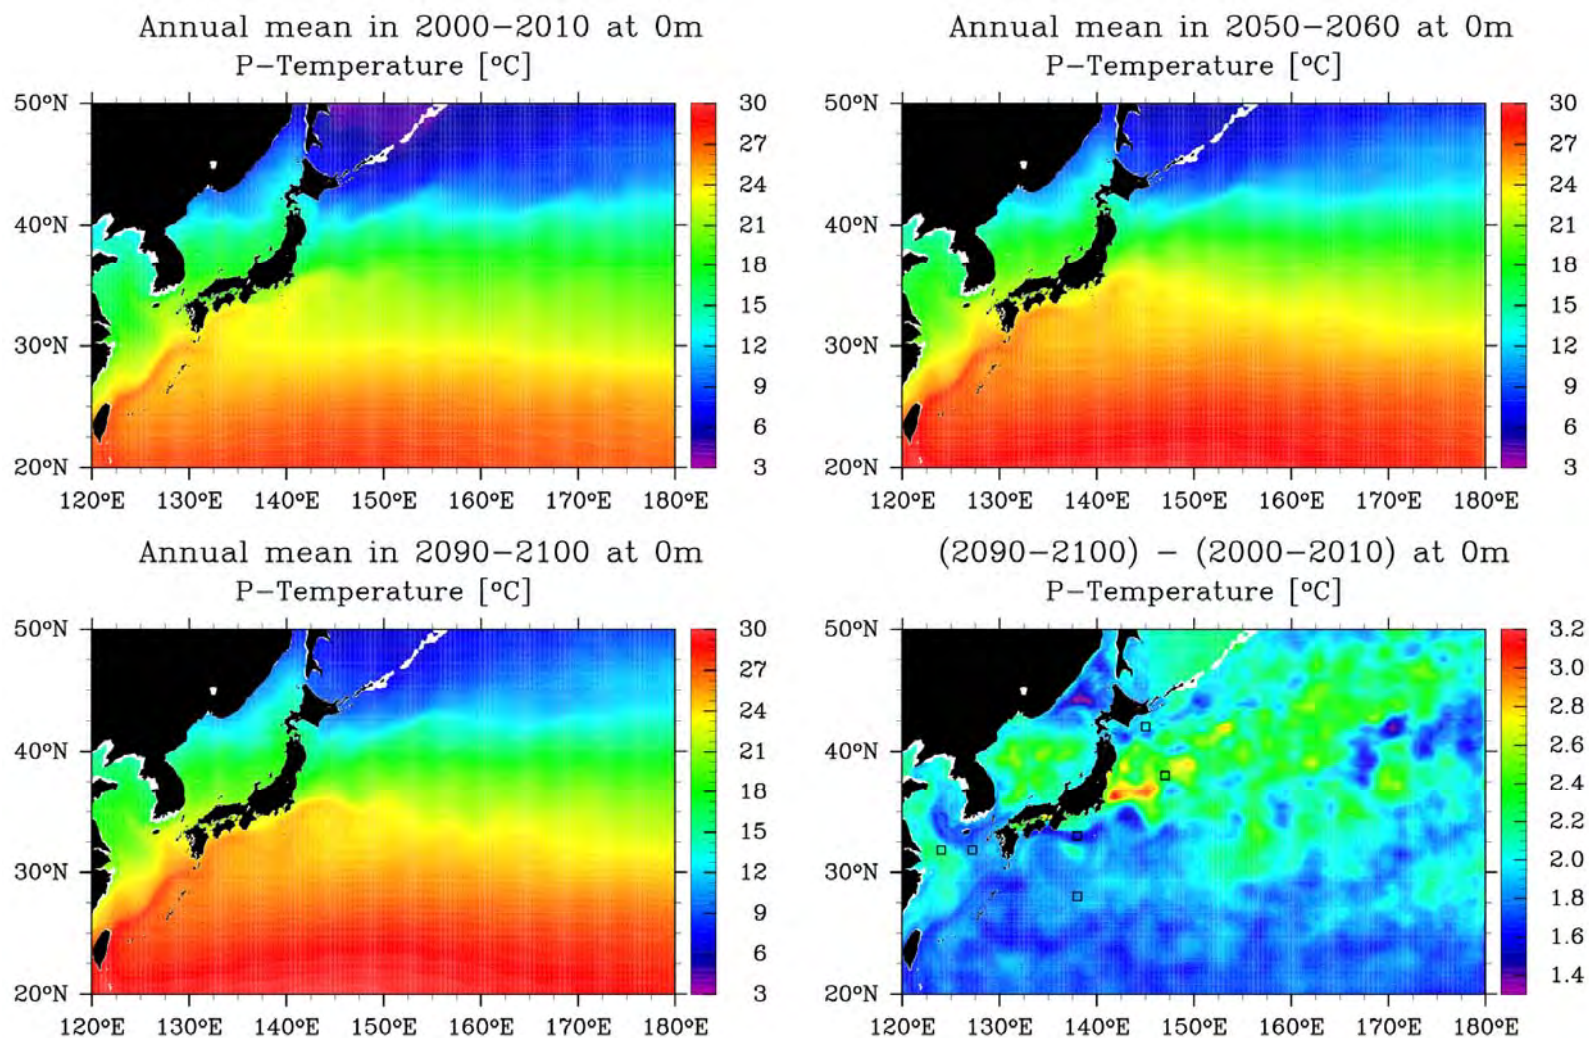 Annual mean in 2000-2010 at 0m
P-Temperature [°C]
50°N
40°N
30°N
20°N
120°E 130°E 140°E 150°E 160°E 170°E 180°E
30
27
24
21
18
15
12
9
6
3
Annual mean in 2050-2060 at 0m
P-Temperature [°C]
50°N
40°N
30°N
20°N
120°E 130°E 140°E 150°E 160°E 170°E 180°E
30
27
24
21
18
15
12
9
6
3
Annual mean in 2090-2100 at 0m
P-Temperature [°C]
50°N
40°N
30°N
20°N
120°E 130°E 140°E 150°E 160°E 170°E 180°E
30
27
24
21
18
15
12
9
6
3
(2090-2100) - (2000-2010) at 0m
P-Temperature [°C]
50°N
40°N
30°N
20°N
120°E 130°E 140°E 150°E 160°E 170°E 180°E
3.2
3.0
2.8
2.6
2.4
2.2
2.0
1.8
1.6
1.4